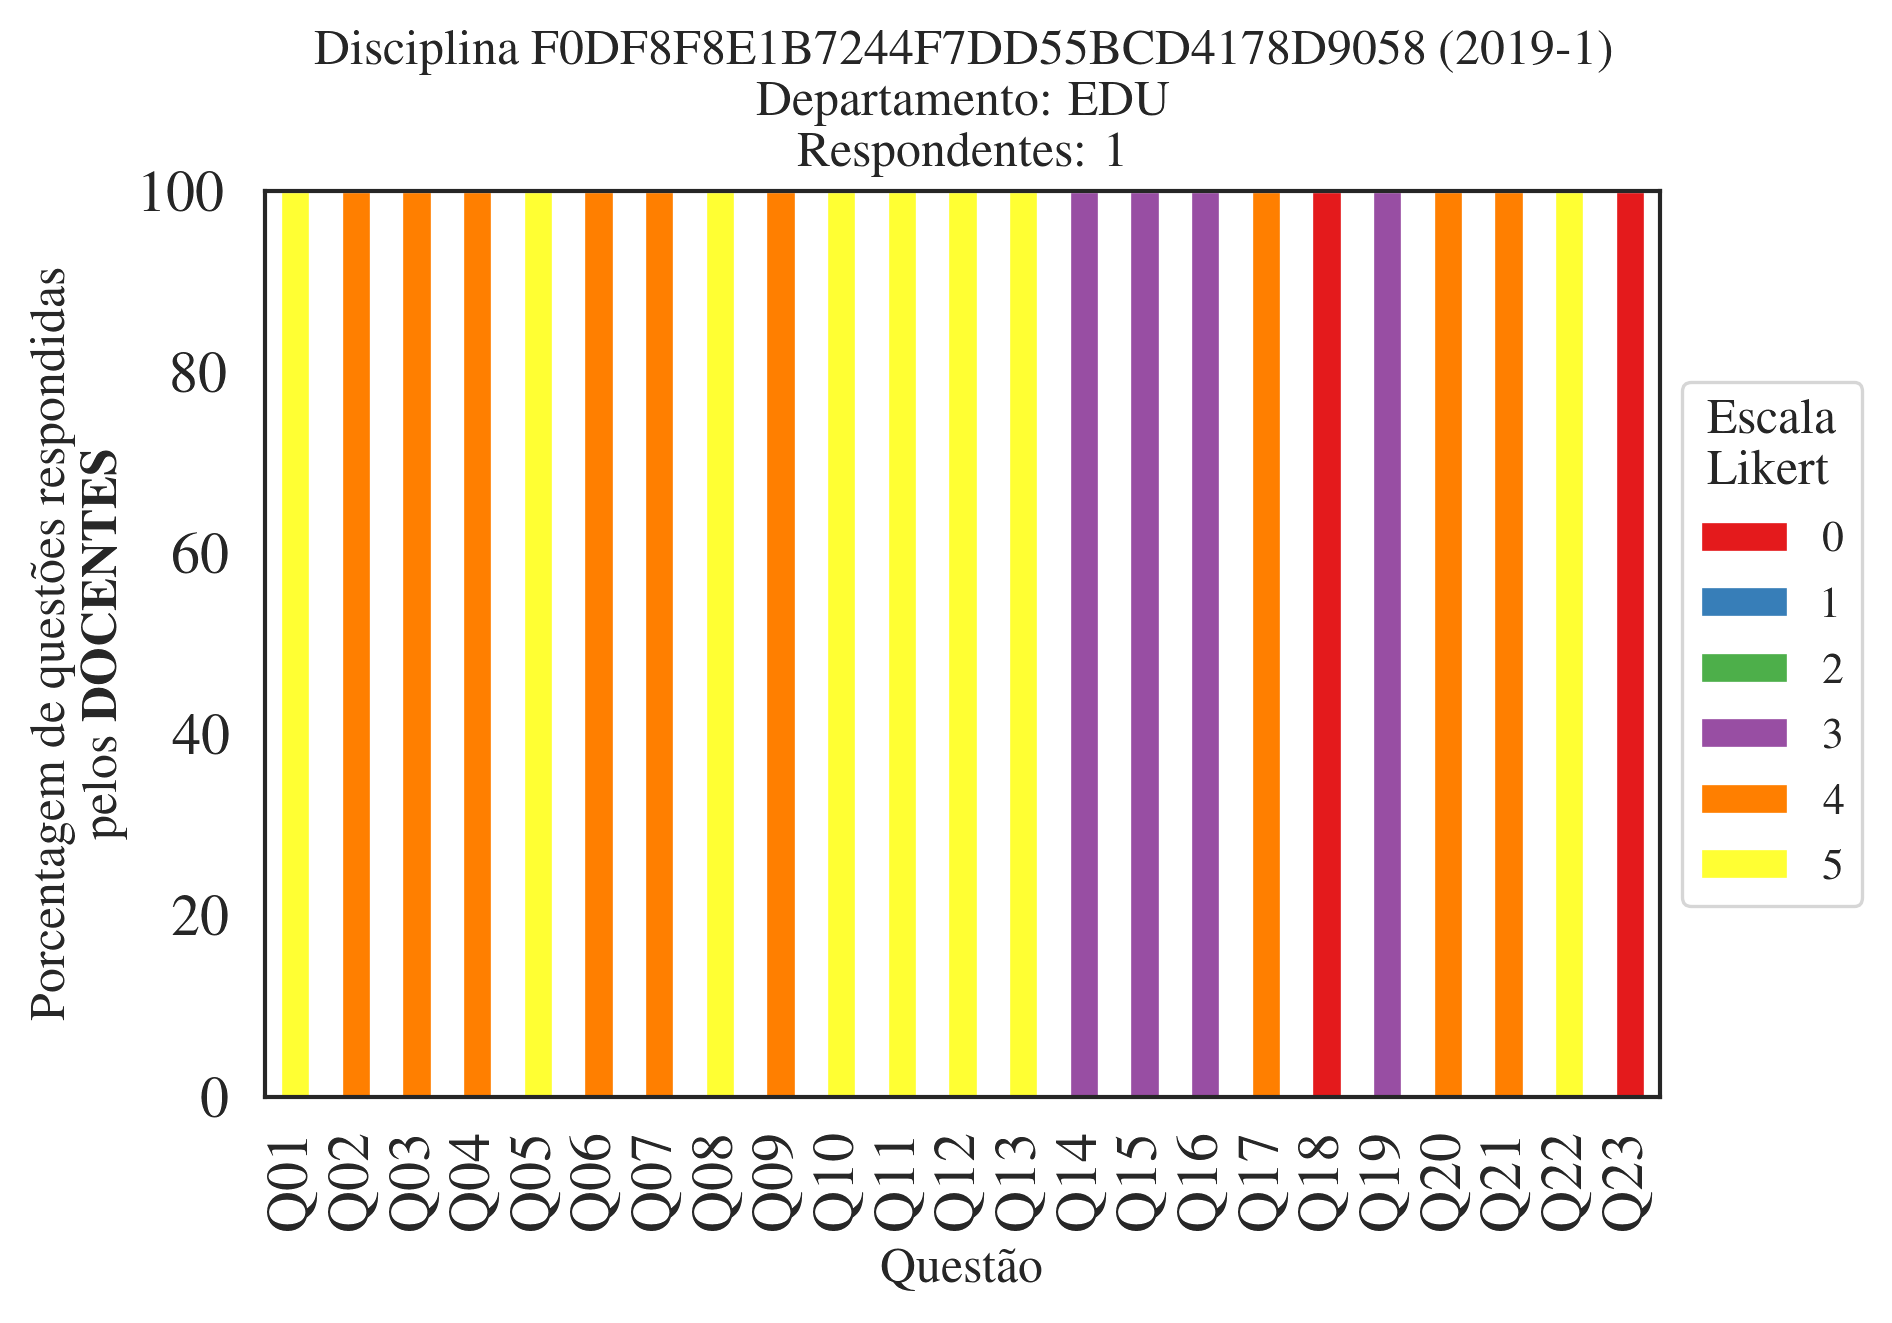 Disciplina F0DF8F8E1B7244F7DD55BCD4178D9058 (2019-1)
Departamento: EDU
Respondentes: 1
Porcentagem de questões respondidas
pelos DOCENTES
100
80
60
40
20
0
Q01
Q02
Q03
Q04
Q05
Q06
Q07
Q08
Q09
Q10
Q11
Q12
Q13
Q14
Q15
Q16
Q17
Q18
Q19
Q20
Q21
Q22
Q23
Questão
Escala
Likert
0
1
2
3
4
5